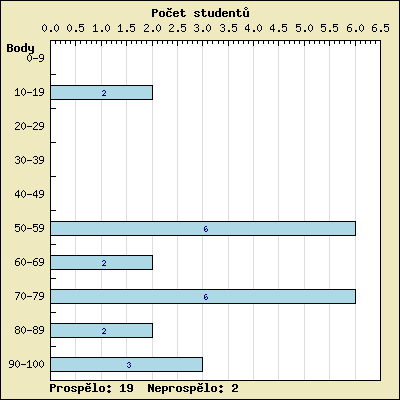 Počet studentů
0.0 0.5 1.0 1.5 2.0 2.5 3.0 3.5 4.0 4.5 5.0 5.5 6.0 6.5
Body
0-9
10-19 2
20-29
30-39
40-49
50-59 6
60-69 2
70-79 6
80-89 2
90-100 3
Prospělo: 19 Neprospělo: 2